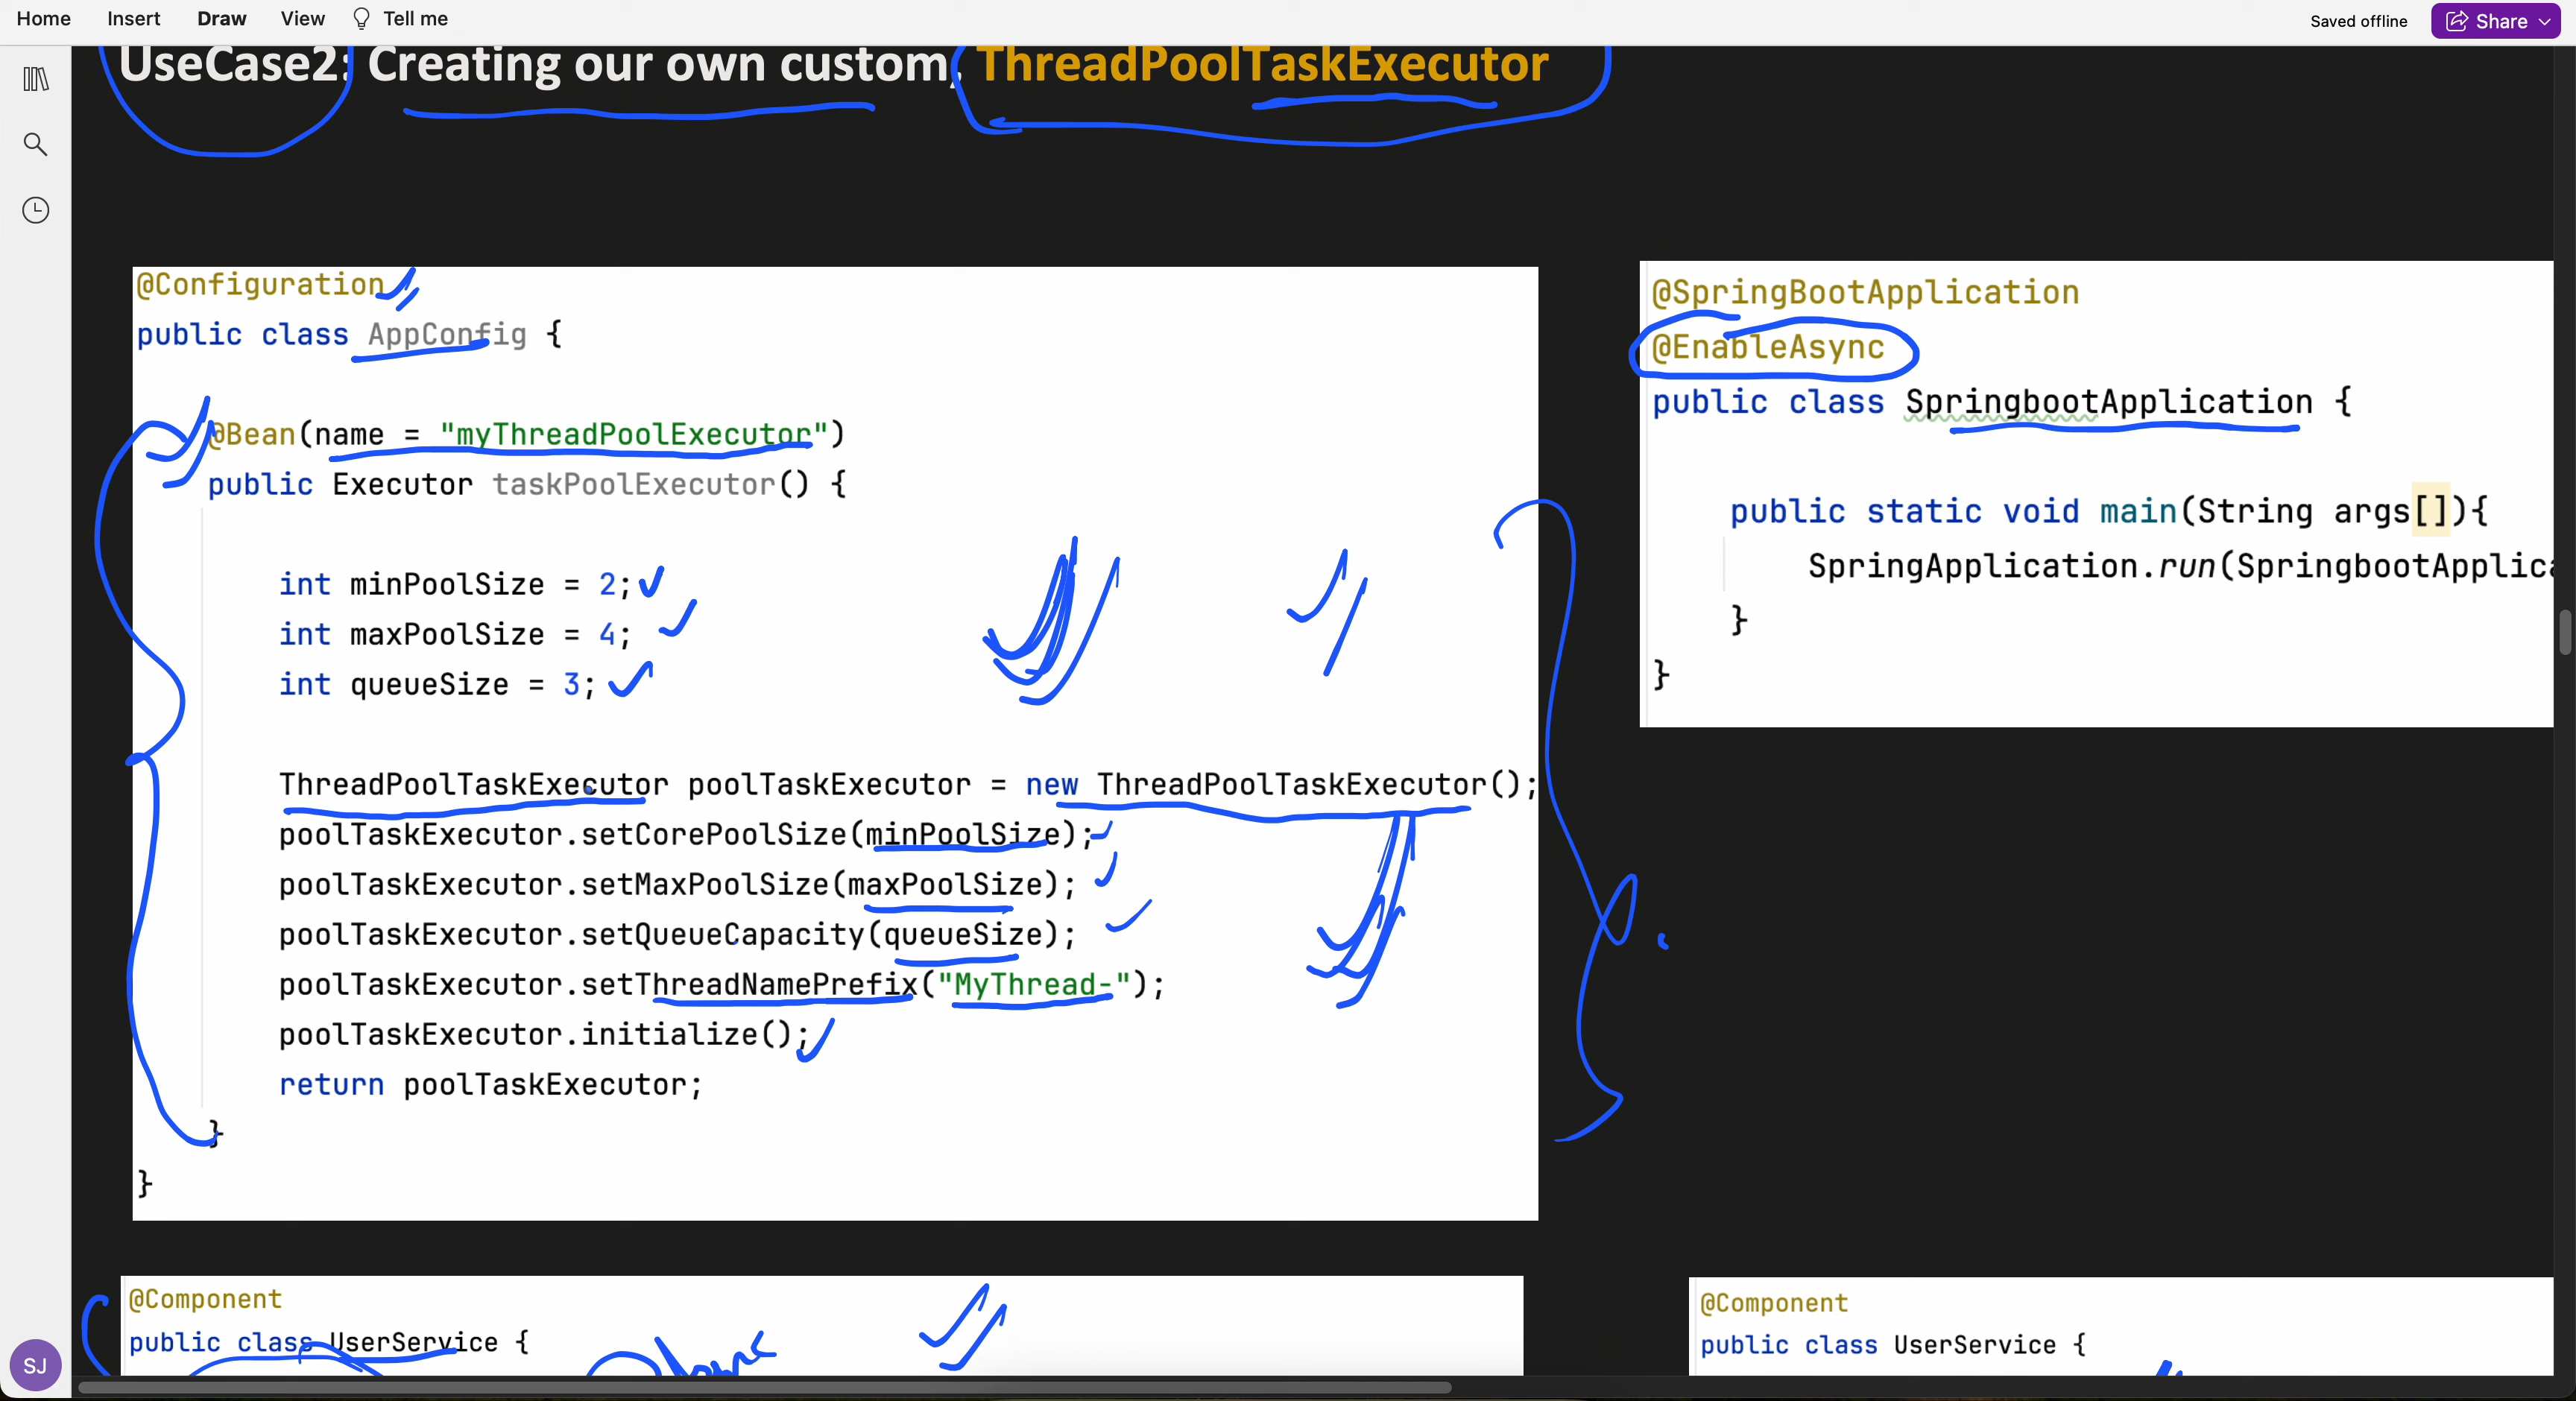 Home Insert Draw View Tell me
Saved offline Share
UseCase2: Creating our own custom, ThreadPoolTaskExecutor
@Configuration
public class AppConfig {
@Bean(name = "myThreadPoolExecutor")
public Executor taskPoolExecutor() {
int minPoolSize = 2;
int maxPoolSize = 4;
int queueSize = 3;
ThreadPoolTaskExecutor poolTaskExecutor = new ThreadPoolTaskExecutor();
poolTaskExecutor.setCorePoolSize(minPoolSize);
poolTaskExecutor.setMaxPoolSize(maxPoolSize);
poolTaskExecutor.setQueueCapacity(queueSize);
poolTaskExecutor.setThreadNamePrefix("MyThread-");
poolTaskExecutor.initialize();
return poolTaskExecutor;
}
}
@SpringBootApplication
@EnableAsync
public class SpringbootApplication {
public static void main(String args[]){
SpringApplication.run(SpringbootApplica
}
}
@Component
public class UserService {
@Component
public class UserService {
SJ